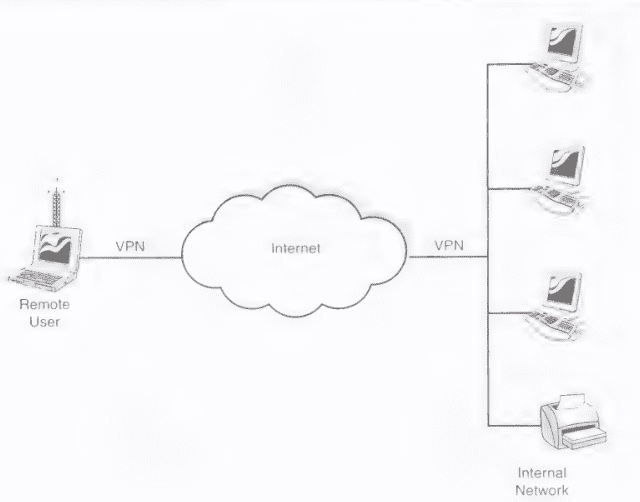 VPN
Internet
VPN
Remote
User
Internal
Network